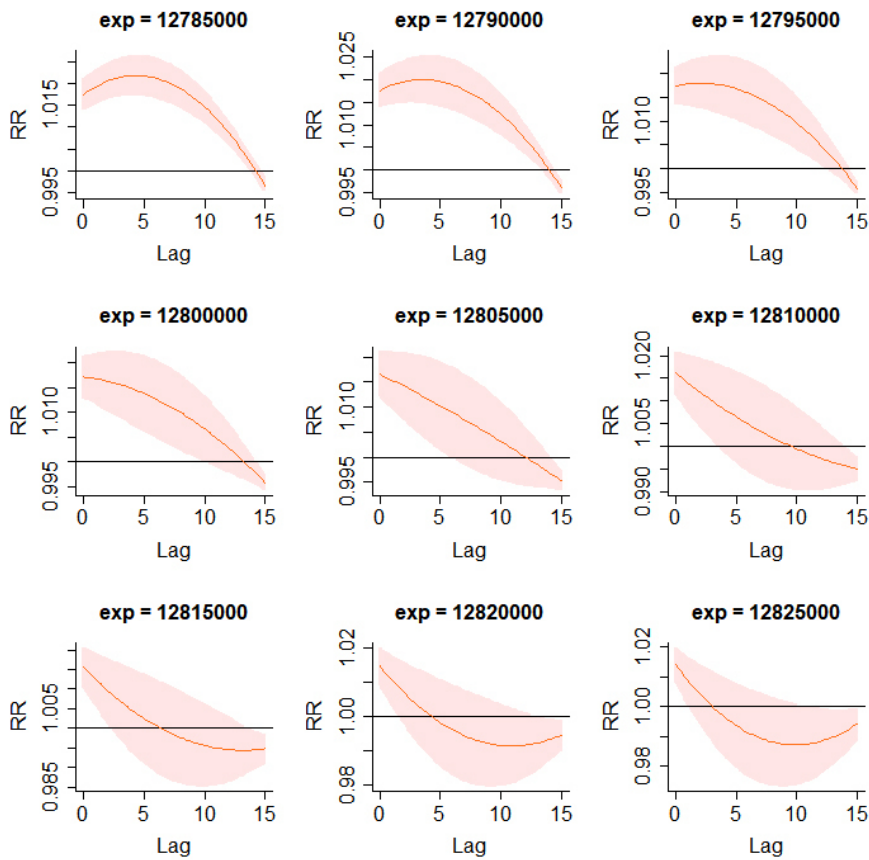 exp = 12785000
exp = 12790000
exp = 12795000
RR
0.995
1.015
0 5 10 15
Lag
RR
0.995
1.010
1.025
0 5 10 15
Lag
RR
0.995
1.010
0 5 10 15
Lag
exp = 12800000
exp = 12805000
exp = 12810000
RR
0.995
1.010
0 5 10 15
Lag
RR
0.995
1.010
0 5 10 15
Lag
RR
0.990
1.005
1.020
0 5 10 15
Lag
exp = 12815000
exp = 12820000
exp = 12825000
RR
0.985
1.005
0 5 10 15
Lag
RR
0.98
1.00
1.02
0 5 10 15
Lag
RR
0.98
1.00
1.02
0 5 10 15
Lag